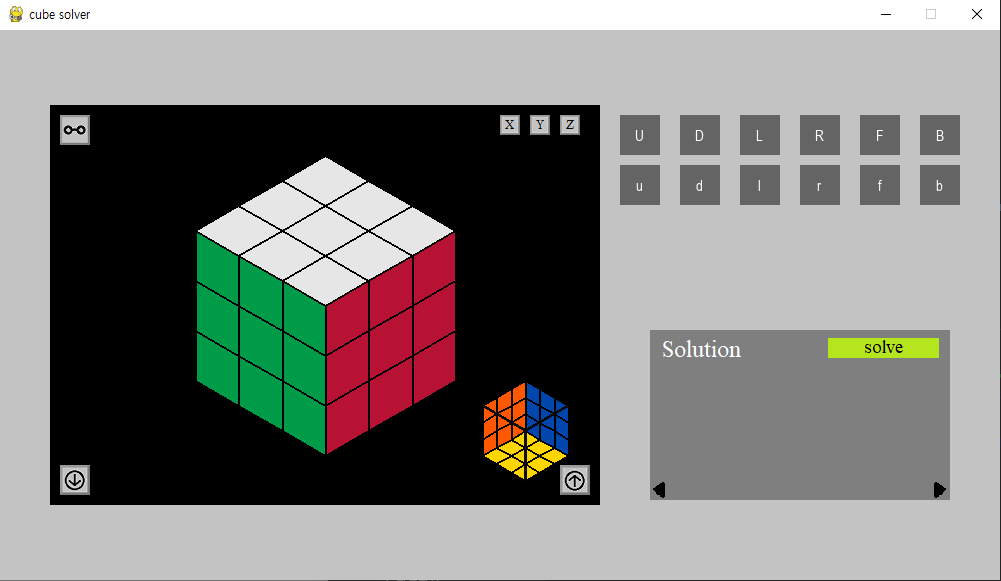 cube solver
X Y Z
U D L R F B
u d l r f b
Solution
solve